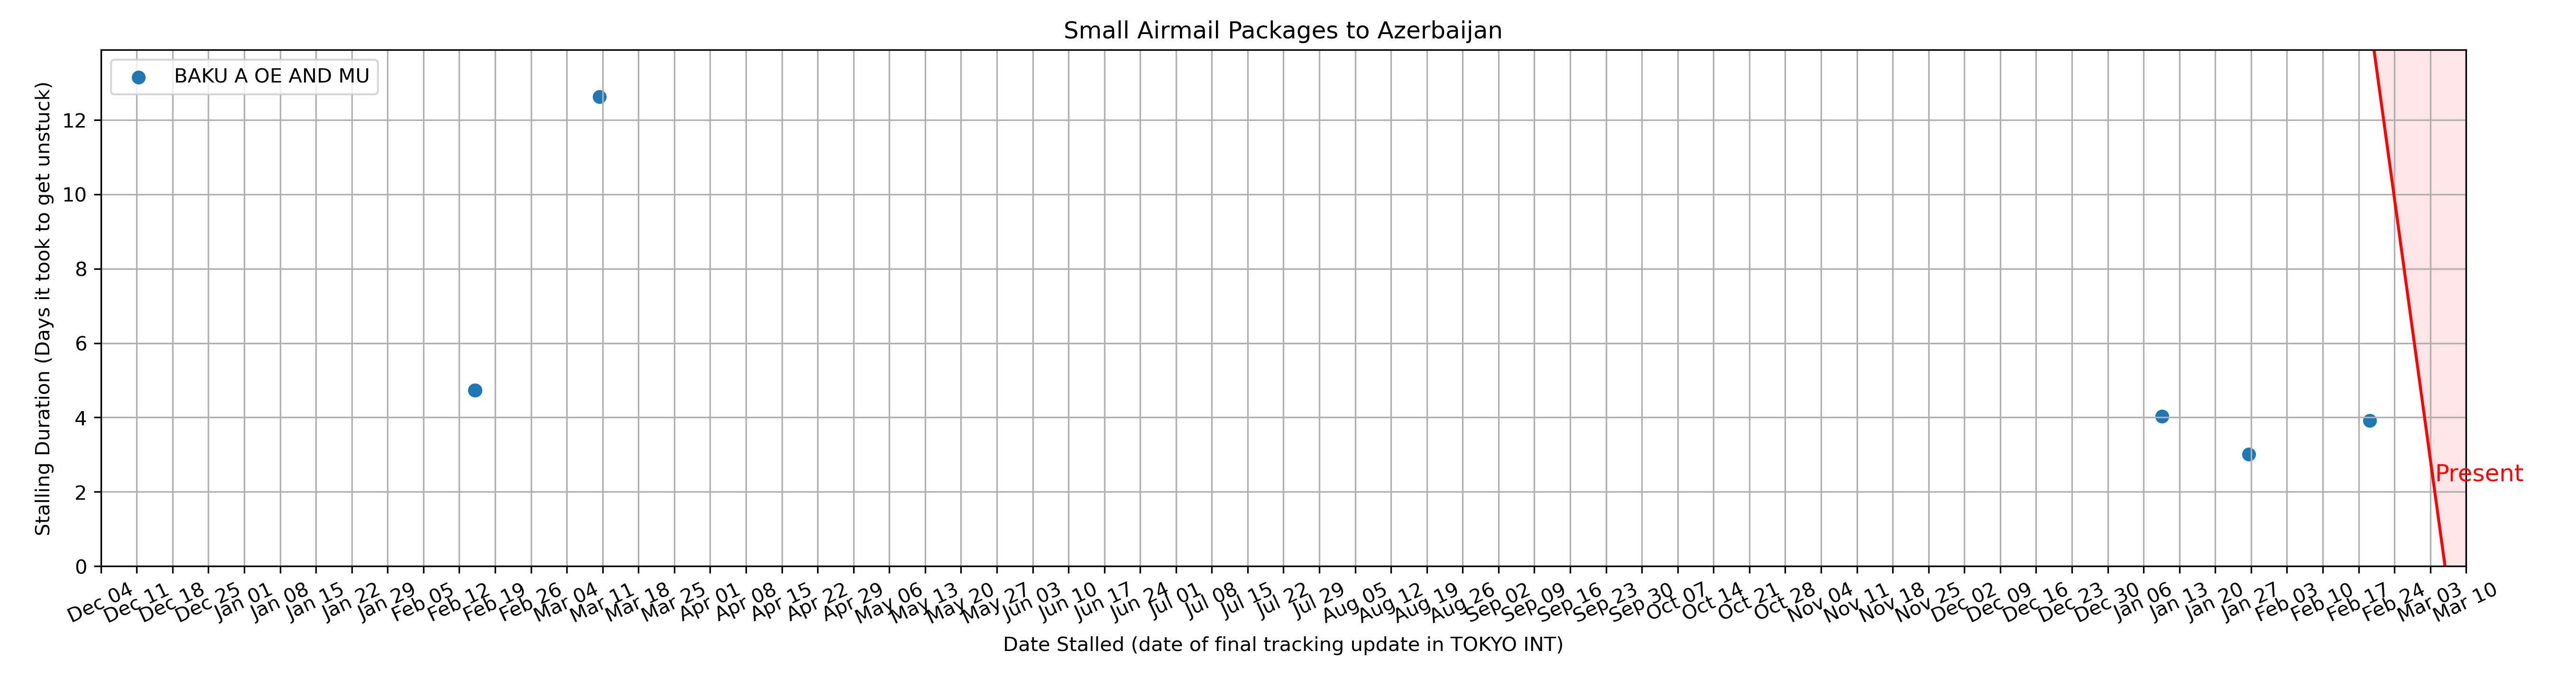 Small Airmail Packages to Azerbaijan
BAKU A OE AND MU
Stalling Duration (Days it took to get unstuck)
12
10
8
6
4
2
0
Present
Dec 04 Dec 11 Dec 18 Dec 25 Jan 01 Jan 08 Jan 15 Jan 22 Jan 29 Feb 05 Feb 12 Feb 19 Feb 26 Mar 04 Mar 11 Mar 18 Mar 25 Apr 01 Apr 08 Apr 15 Apr 22 Apr 29 May 06 May 13 May 20 May 27 Jun 03 Jun 10 Jun 17 Jun 24 Jul 01 Jul 08 Jul 15 Jul 22 Jul 29 Aug 05 Aug 12 Aug 19 Aug 26 Sep 02 Sep 09 Sep 16 Sep 23 Sep 30 Oct 07 Oct 14 Oct 21 Oct 28 Nov 04 Nov 11 Nov 18 Nov 25 Dec 02 Dec 09 Dec 16 Dec 23 Dec 30 Jan 06 Jan 13 Jan 20 Jan 27 Feb 03 Feb 10 Feb 17 Feb 24 Mar 03 Mar 10
Date Stalled (date of final tracking update in TOKYO INT)